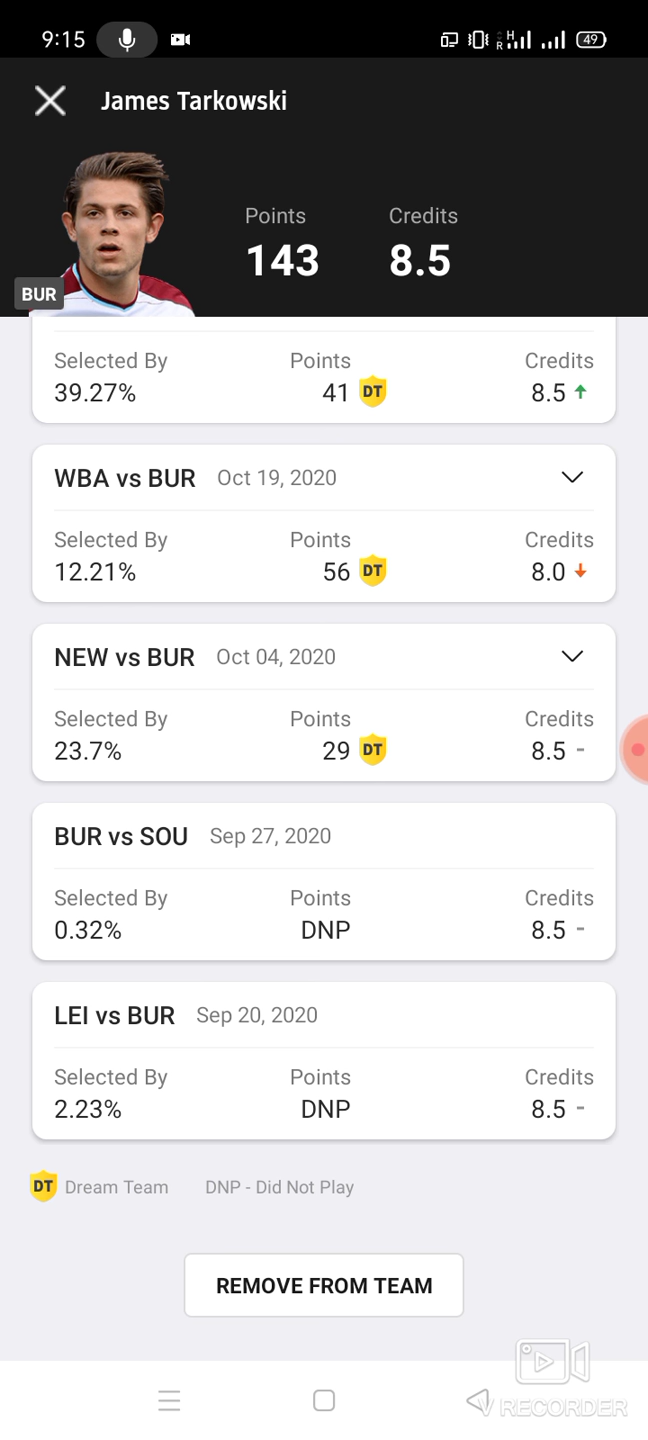 9:15
R H 49
James Tarkowski
Points Credits
143 8.5
BUR
Selected By Points Credits
39.27% 41 DT 8.5
WBA vs BUR Oct 19, 2020
Selected By Points Credits
12.21% 56 DT 8.0
NEW vs BUR Oct 04, 2020
Selected By Points Credits
23.7% 29 DT 8.5 -
BUR vs SOU Sep 27, 2020
Selected By Points Credits
0.32% DNP 8.5 -
LEI vs BUR Sep 20, 2020
Selected By Points Credits
2.23% DNP 8.5 -
DT Dream Team DNP - Did Not Play
REMOVE FROM TEAM
V RECORDER